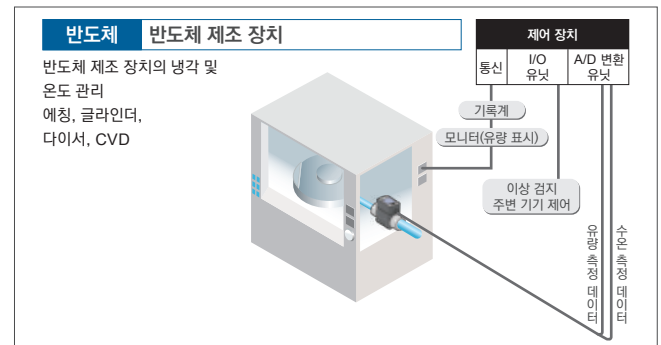 반도체 반도체 제조 장치
반도체 제조 장치의 냉각 및
온도 관리
에칭, 글라인더,
다이서, CVD
제어 장치
통신
I/O
유닛
A/D 변환
유닛
기록계
모니터(유량 표시)
이상 검지
주변 기기 제어
유량 측정 데이터
수온 측정 데이터